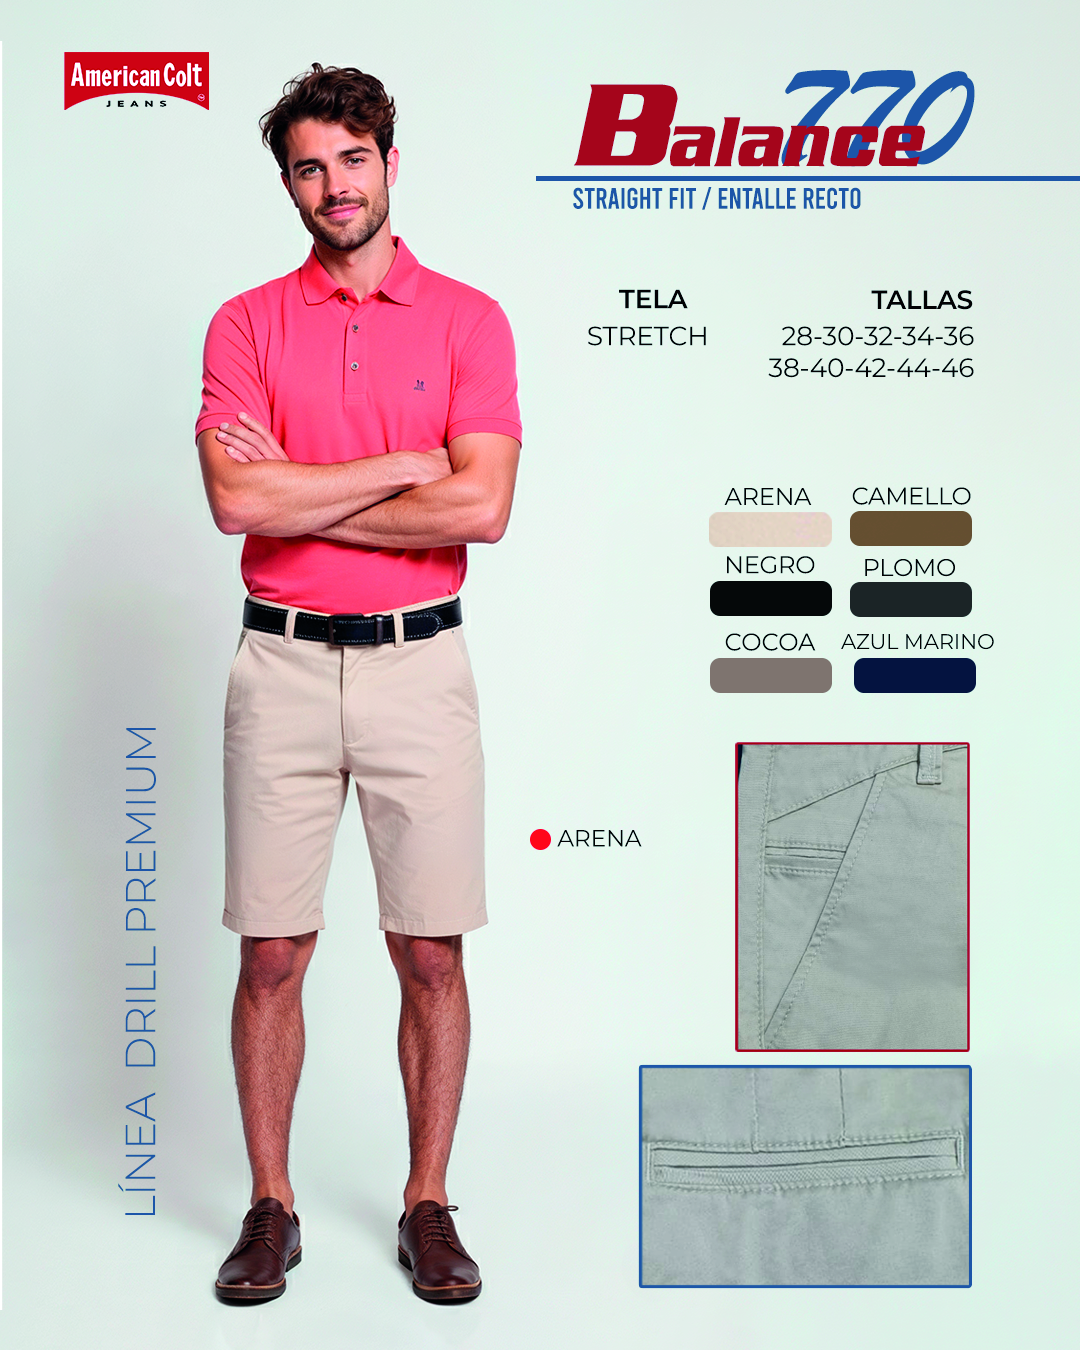 American Colt
JEANS
Balance 770
STRAIGHT FIT / ENTALLE RECTO
TELA
STRETCH
TALLAS
28-30-32-34-36
38-40-42-44-46
ARENA
CAMELLO
NEGRO
PLOMO
COCOA
AZUL MARINO
ARENA
LÍNEA DRILL PREMIUM